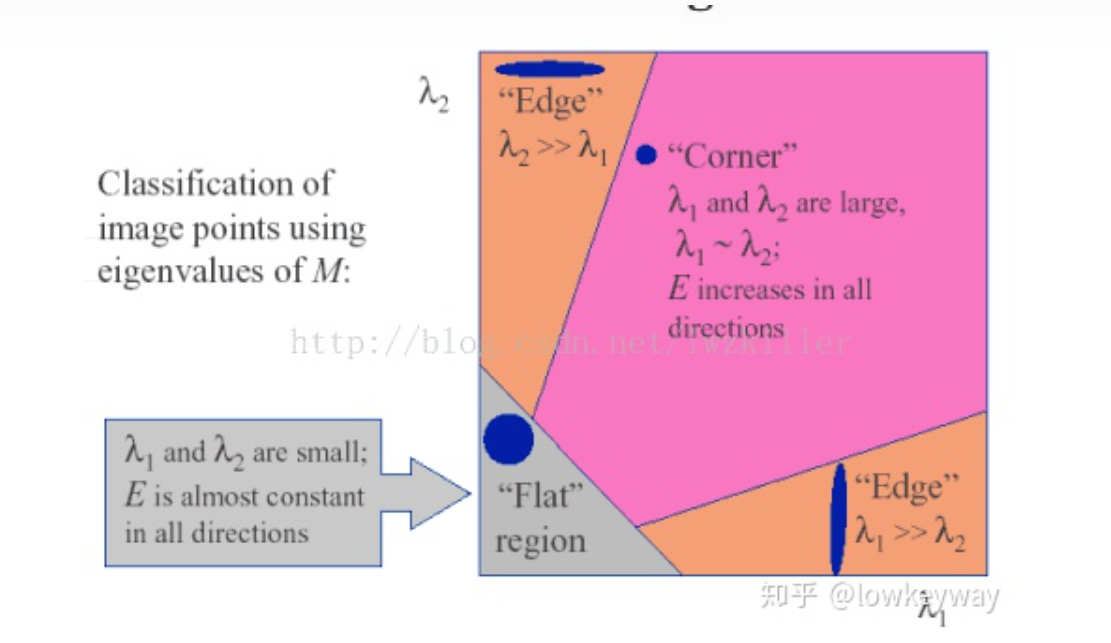 λ₂
"Edge"
λ₂ >> λ₁
"Corner"
λ₁ and λ₂ are large,
λ₁ ~ λ₂;
E increases in all
directions
Classification of
image points using
eigenvalues of M:
http://blog.csdn.net/lwzkiller
λ₁ and λ₂ are small;
E is almost constant
in all directions
"Flat"
region
"Edge"
λ₁ >> λ₂
知乎 @lowkeyway
λ₁